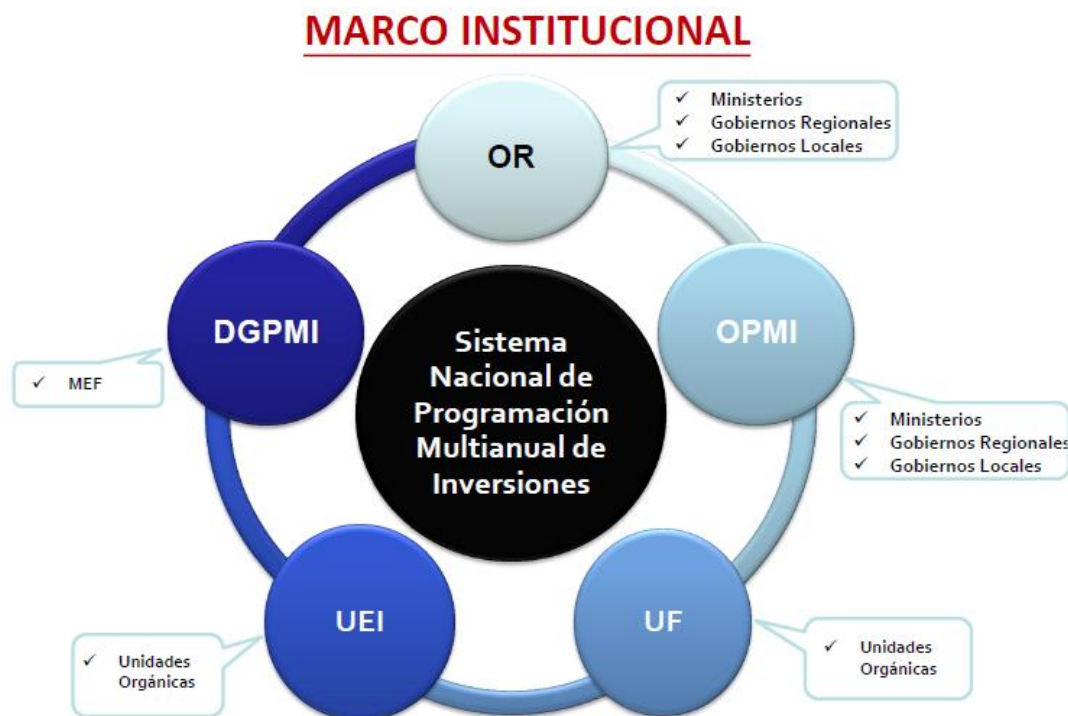 MARCO INSTITUCIONAL
OR
✓ Ministerios
✓ Gobiernos Regionales
✓ Gobiernos Locales
DGPMI
✓ MEF
OPMI
✓ Ministerios
✓ Gobiernos Regionales
✓ Gobiernos Locales
Sistema
Nacional de
Programación
Multianual de
Inversiones
UEI
✓ Unidades
Orgánicas
UF
✓ Unidades
Orgánicas